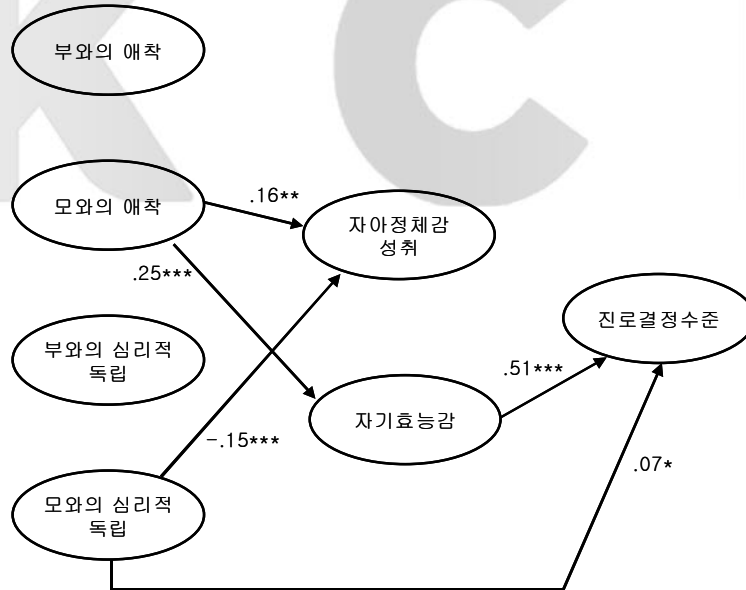 부와의 애착
모와의 애착
.16**
자아정체감
성취
.25***
진로결정수준
부와의 심리적
독립
.51***
자기효능감
-.15***
.07*
모와의 심리적
독립
K C